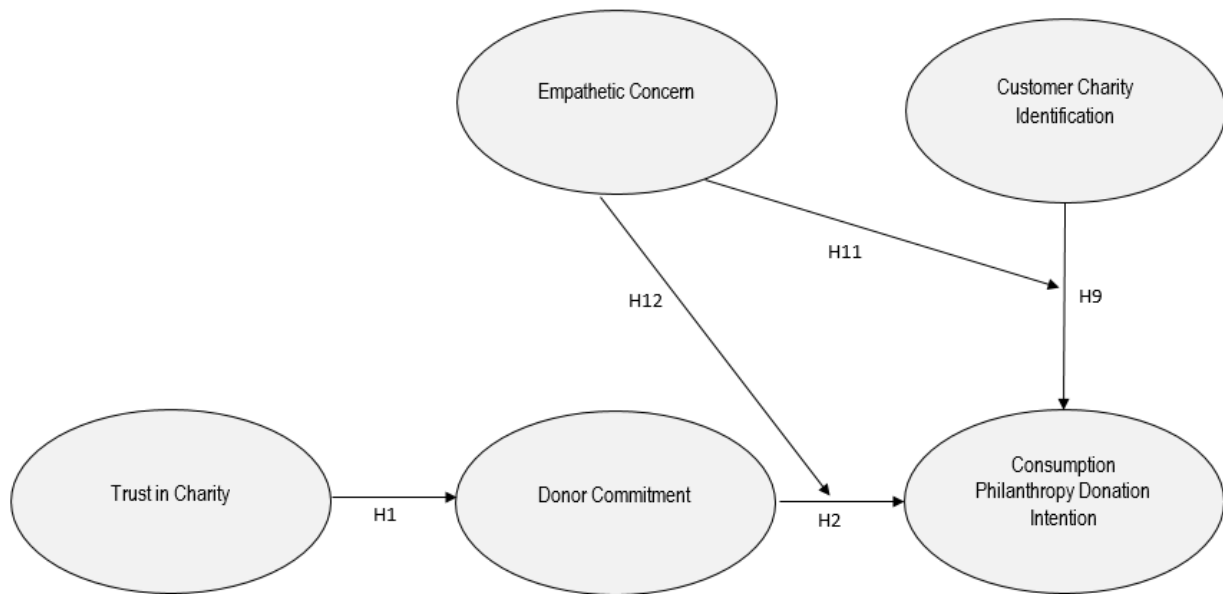 Empathetic Concern
Customer Charity
Identification
H11
H12
H9
Trust in Charity
H1
Donor Commitment
H2
Consumption
Philanthropy Donation
Intention